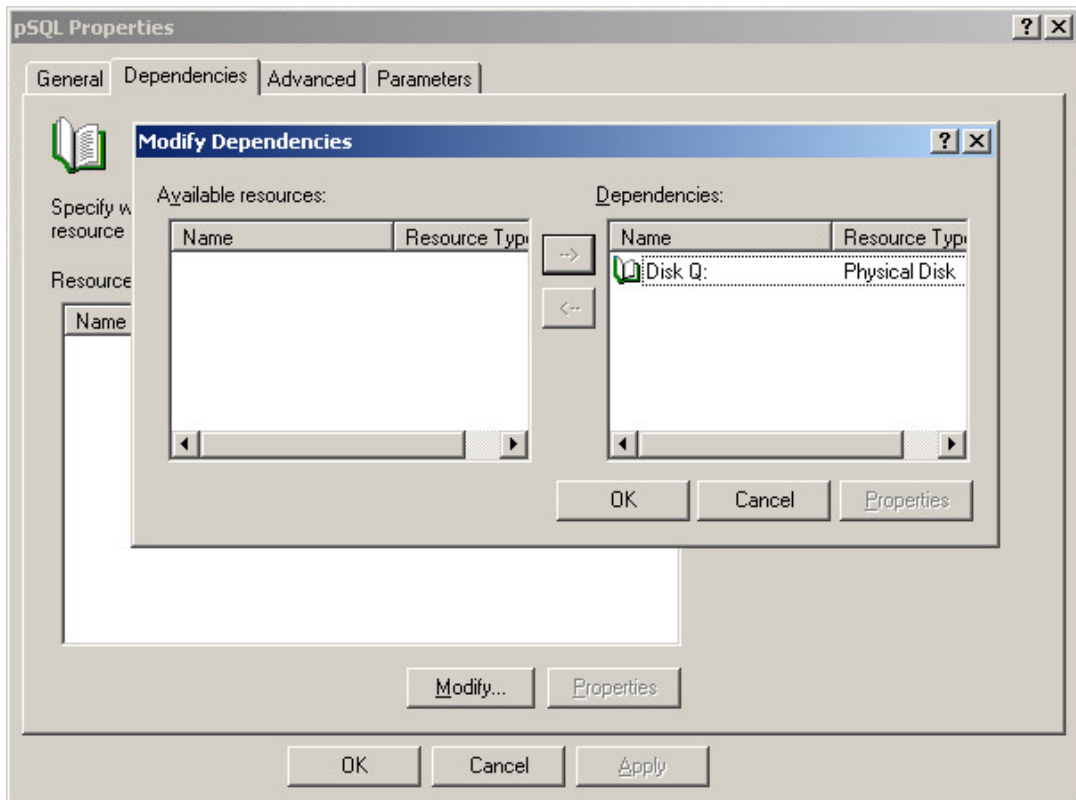 pSQL Properties
General Dependencies Advanced Parameters
Modify Dependencies
Specify w
resource
Available resources:
Dependencies:
Name Resource Typ
-->
<--
Name Resource Typ
Disk Q: Physical Disk
Resource
Name
OK Cancel Properties
Modify... Properties
OK Cancel Apply